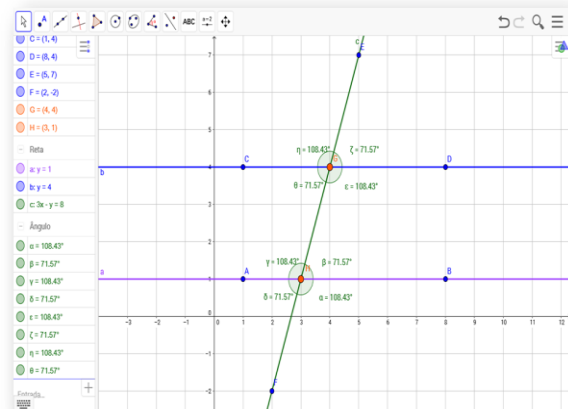 A ABC a=2
C = (1, 4)
D = (8, 4)
E = (5, 7)
F = (2, -2)
G = (4, 4)
H = (3, 1)
Reta
a: y = 1
b: y = 4
c: 3x - y = 8
Ângulo
α = 108.43°
β = 71.57°
γ = 108.43°
δ = 71.57°
ε = 108.43°
ζ = 71.57°
η = 108.43°
θ = 71.57°
Entrada...
c E
7
6
5
η = 108.43° ζ = 71.57°
C G D
b 4
θ = 71.57° ε = 108.43°
3
2
γ = 108.43° β = 71.57°
a A H B
1
δ = 71.57° α = 108.43°
0
-3 -2 -1 0 1 2 3 4 5 6 7 8 9 10 11 12
-1
-2
F